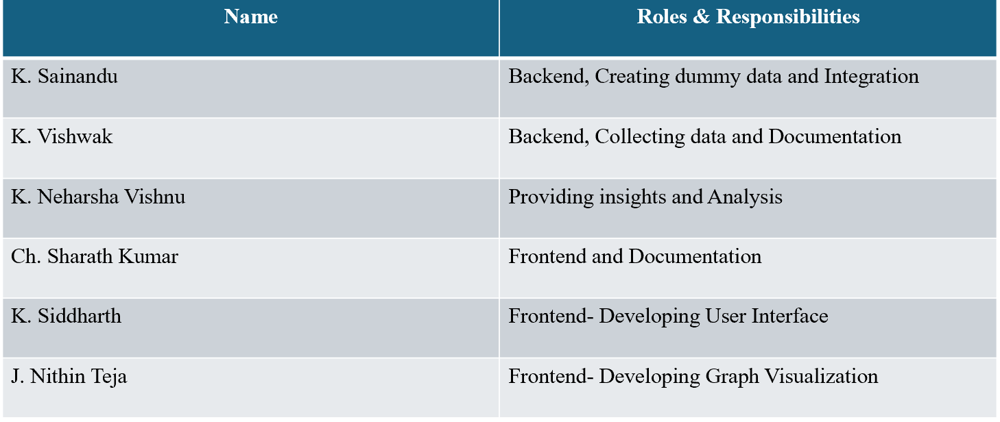 Name Roles & Responsibilities
K. Sainandu Backend, Creating dummy data and Integration
K. Vishwak Backend, Collecting data and Documentation
K. Neharsha Vishnu Providing insights and Analysis
Ch. Sharath Kumar Frontend and Documentation
K. Siddharth Frontend- Developing User Interface
J. Nithin Teja Frontend- Developing Graph Visualization